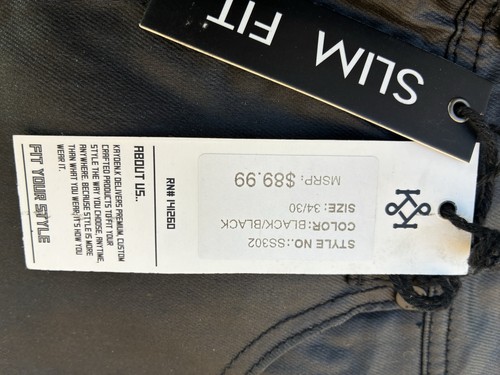 SLIM FIT
STYLE NO.:SS302
COLOR: BLACK/BLACK
SIZE: 34/30
MSRP: $89.99
RN# 141260
ABOUT US..
KAYDEN.K DELIVERS PREMIUM, CUSTOM
CRAFTED PRODUCTS TO FIT YOUR
STYLE THE WAY YOU CHOOSE, ANYTIME,
ANYWHERE. BECAUSE STYLE IS MORE
THAN WHAT YOU WEAR, IT'S HOW YOU
WEAR IT.
FIT YOUR STYLE